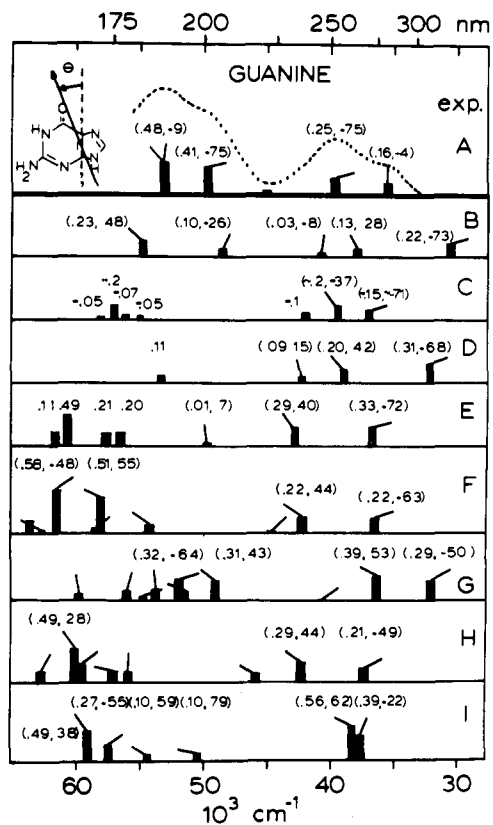 175 200 250 300 nm
GUANINE
exp.
Θ
O
HN N
H2N N N
H
A
(.48,-9) (.41,-75) (.25,-75) (.16,-4)
B
(.23, 48) (.10,-26) (.03,-8) (.13, 28) (.22,-73)
C
~.05 ~.2 ~.07 ~.05 ~.1 (~.2,-37) (~.15,~-71)
D
.11 (.09 15) (.20, 42) (.31,-68)
E
.11 .49 .21 .20 (.01, 7) (.29,40) (.33,-72)
F
(.58, -48) (.51, 55) (.22, 44) (.22,-63)
G
(.32, -64) (.31, 43) (.39, 53) (.29, -50)
H
(.49, 28) (.29, 44) (.21,-49)
I
(.49, 38) (.27,-55) (.10, 59) (.10, 79) (.56, 62) (.39,-22)
60 50 40 30
10³ cm⁻¹